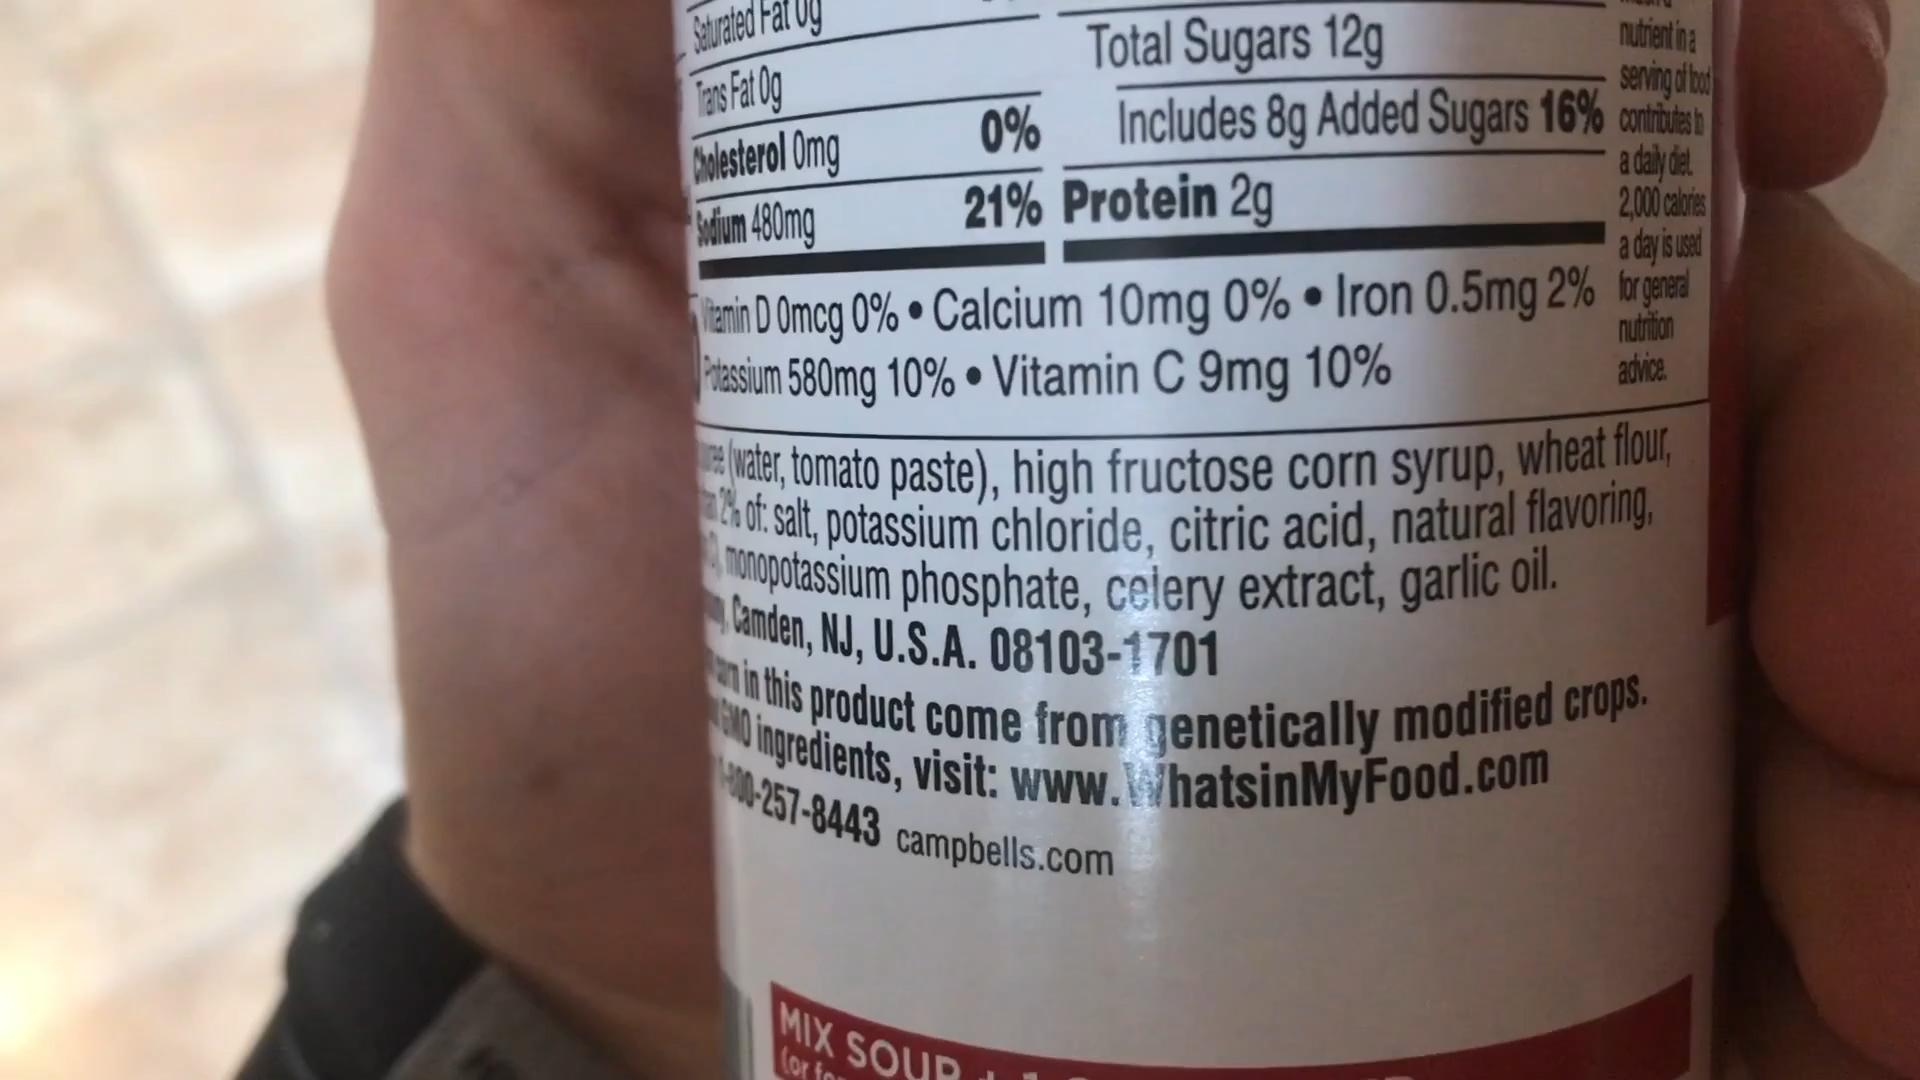 Saturated Fat 0g
Trans Fat 0g
Cholesterol 0mg 0%
Sodium 480mg 21%
Total Sugars 12g
Includes 8g Added Sugars 16%
Protein 2g
nutrient in a
serving of food
contributes to
a daily diet.
2,000 calories
a day is used
for general
nutrition
advice.
Vitamin D 0mcg 0% • Calcium 10mg 0% • Iron 0.5mg 2%
Potassium 580mg 10% • Vitamin C 9mg 10%
(water, tomato paste), high fructose corn syrup, wheat flour,
than 2% of: salt, potassium chloride, citric acid, natural flavoring,
monopotassium phosphate, celery extract, garlic oil.
Camden, NJ, U.S.A. 08103-1701
corn in this product come from genetically modified crops.
GMO ingredients, visit: www.WhatsinMyFood.com
1-800-257-8443 campbells.com
MIX SOUP + 1
(or